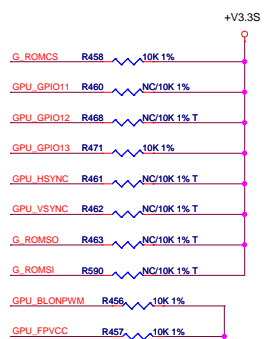 +V3.3S
G_ROMCS R458 10K 1%
GPU_GPIO11 R460 NC/10K 1%
GPU_GPIO12 R468 NC/10K 1% T
GPU_GPIO13 R471 10K 1%
GPU_HSYNC R461 NC/10K 1% T
GPU_VSYNC R462 NC/10K 1% T
G_ROMSO R463 NC/10K 1% T
G_ROMSI R590 NC/10K 1% T
GPU_BLONPWM R456 10K 1%
GPU_FPVCC R457 10K 1%